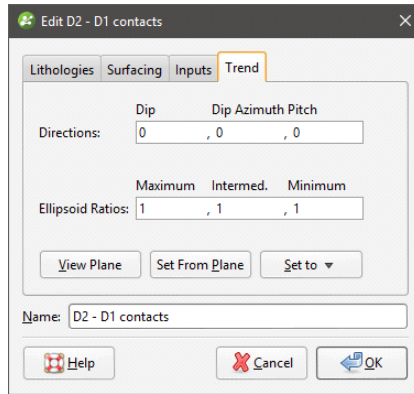 Edit D2 - D1 contacts
Lithologies Surfacing Inputs Trend
Dip Dip Azimuth Pitch
Directions: 0 , 0 , 0
Maximum Intermed. Minimum
Ellipsoid Ratios: 1 , 1 , 1
View Plane Set From Plane Set to
Name: D2 - D1 contacts
Help Cancel OK